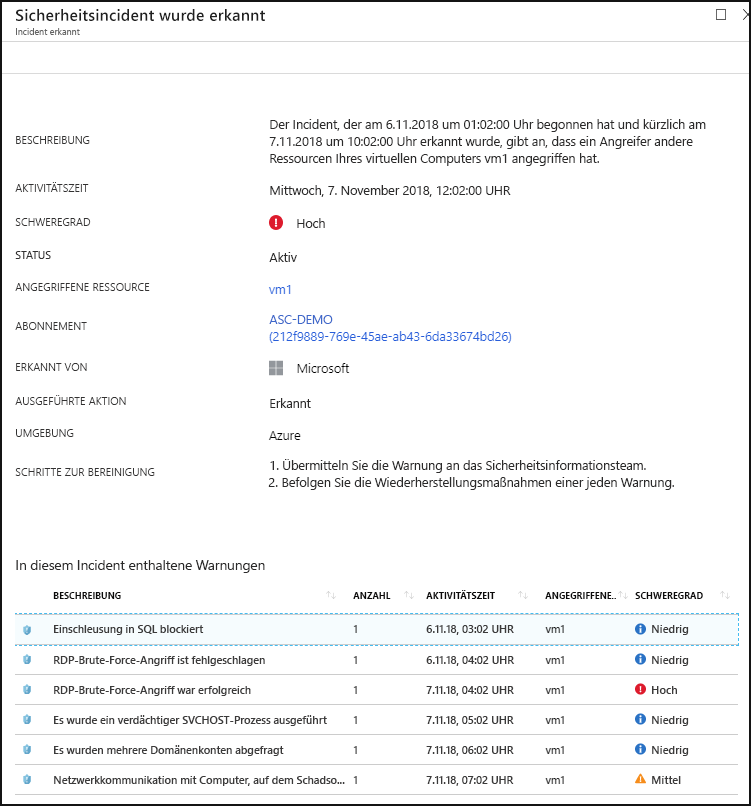 Sicherheitsincident wurde erkannt
Incident erkannt
BESCHREIBUNG
Der Incident, der am 6.11.2018 um 01:02:00 Uhr begonnen hat und kürzlich am
7.11.2018 um 10:02:00 Uhr erkannt wurde, gibt an, dass ein Angreifer andere
Ressourcen Ihres virtuellen Computers vm1 angegriffen hat.
AKTIVITÄTSZEIT Mittwoch, 7. November 2018, 12:02:00 UHR
SCHWEREGRAD Hoch
STATUS Aktiv
ANGEGRIFFENE RESSOURCE vm1
ABONNEMENT
ASC-DEMO
(212f9889-769e-45ae-ab43-6da33674bd26)
ERKANNT VON Microsoft
AUSGEFÜHRTE AKTION Erkannt
UMGEBUNG Azure
SCHRITTE ZUR BEREINIGUNG
1. Übermitteln Sie die Warnung an das Sicherheitsinformationsteam.
2. Befolgen Sie die Wiederherstellungsmaßnahmen einer jeden Warnung.
In diesem Incident enthaltene Warnungen
BESCHREIBUNG ANZAHL AKTIVITÄTSZEIT ANGEGRIFFENE.. SCHWEREGRAD
Einschleusung in SQL blockiert 1 6.11.18, 03:02 UHR vm1 Niedrig
RDP-Brute-Force-Angriff ist fehlgeschlagen 1 6.11.18, 04:02 UHR vm1 Niedrig
RDP-Brute-Force-Angriff war erfolgreich 1 7.11.18, 04:02 UHR vm1 Hoch
Es wurde ein verdächtiger SVCHOST-Prozess ausgeführt 1 7.11.18, 05:02 UHR vm1 Niedrig
Es wurden mehrere Domänenkonten abgefragt 1 7.11.18, 06:02 UHR vm1 Niedrig
Netzwerkkommunikation mit Computer, auf dem Schadso... 1 7.11.18, 07:02 UHR vm1 Mittel